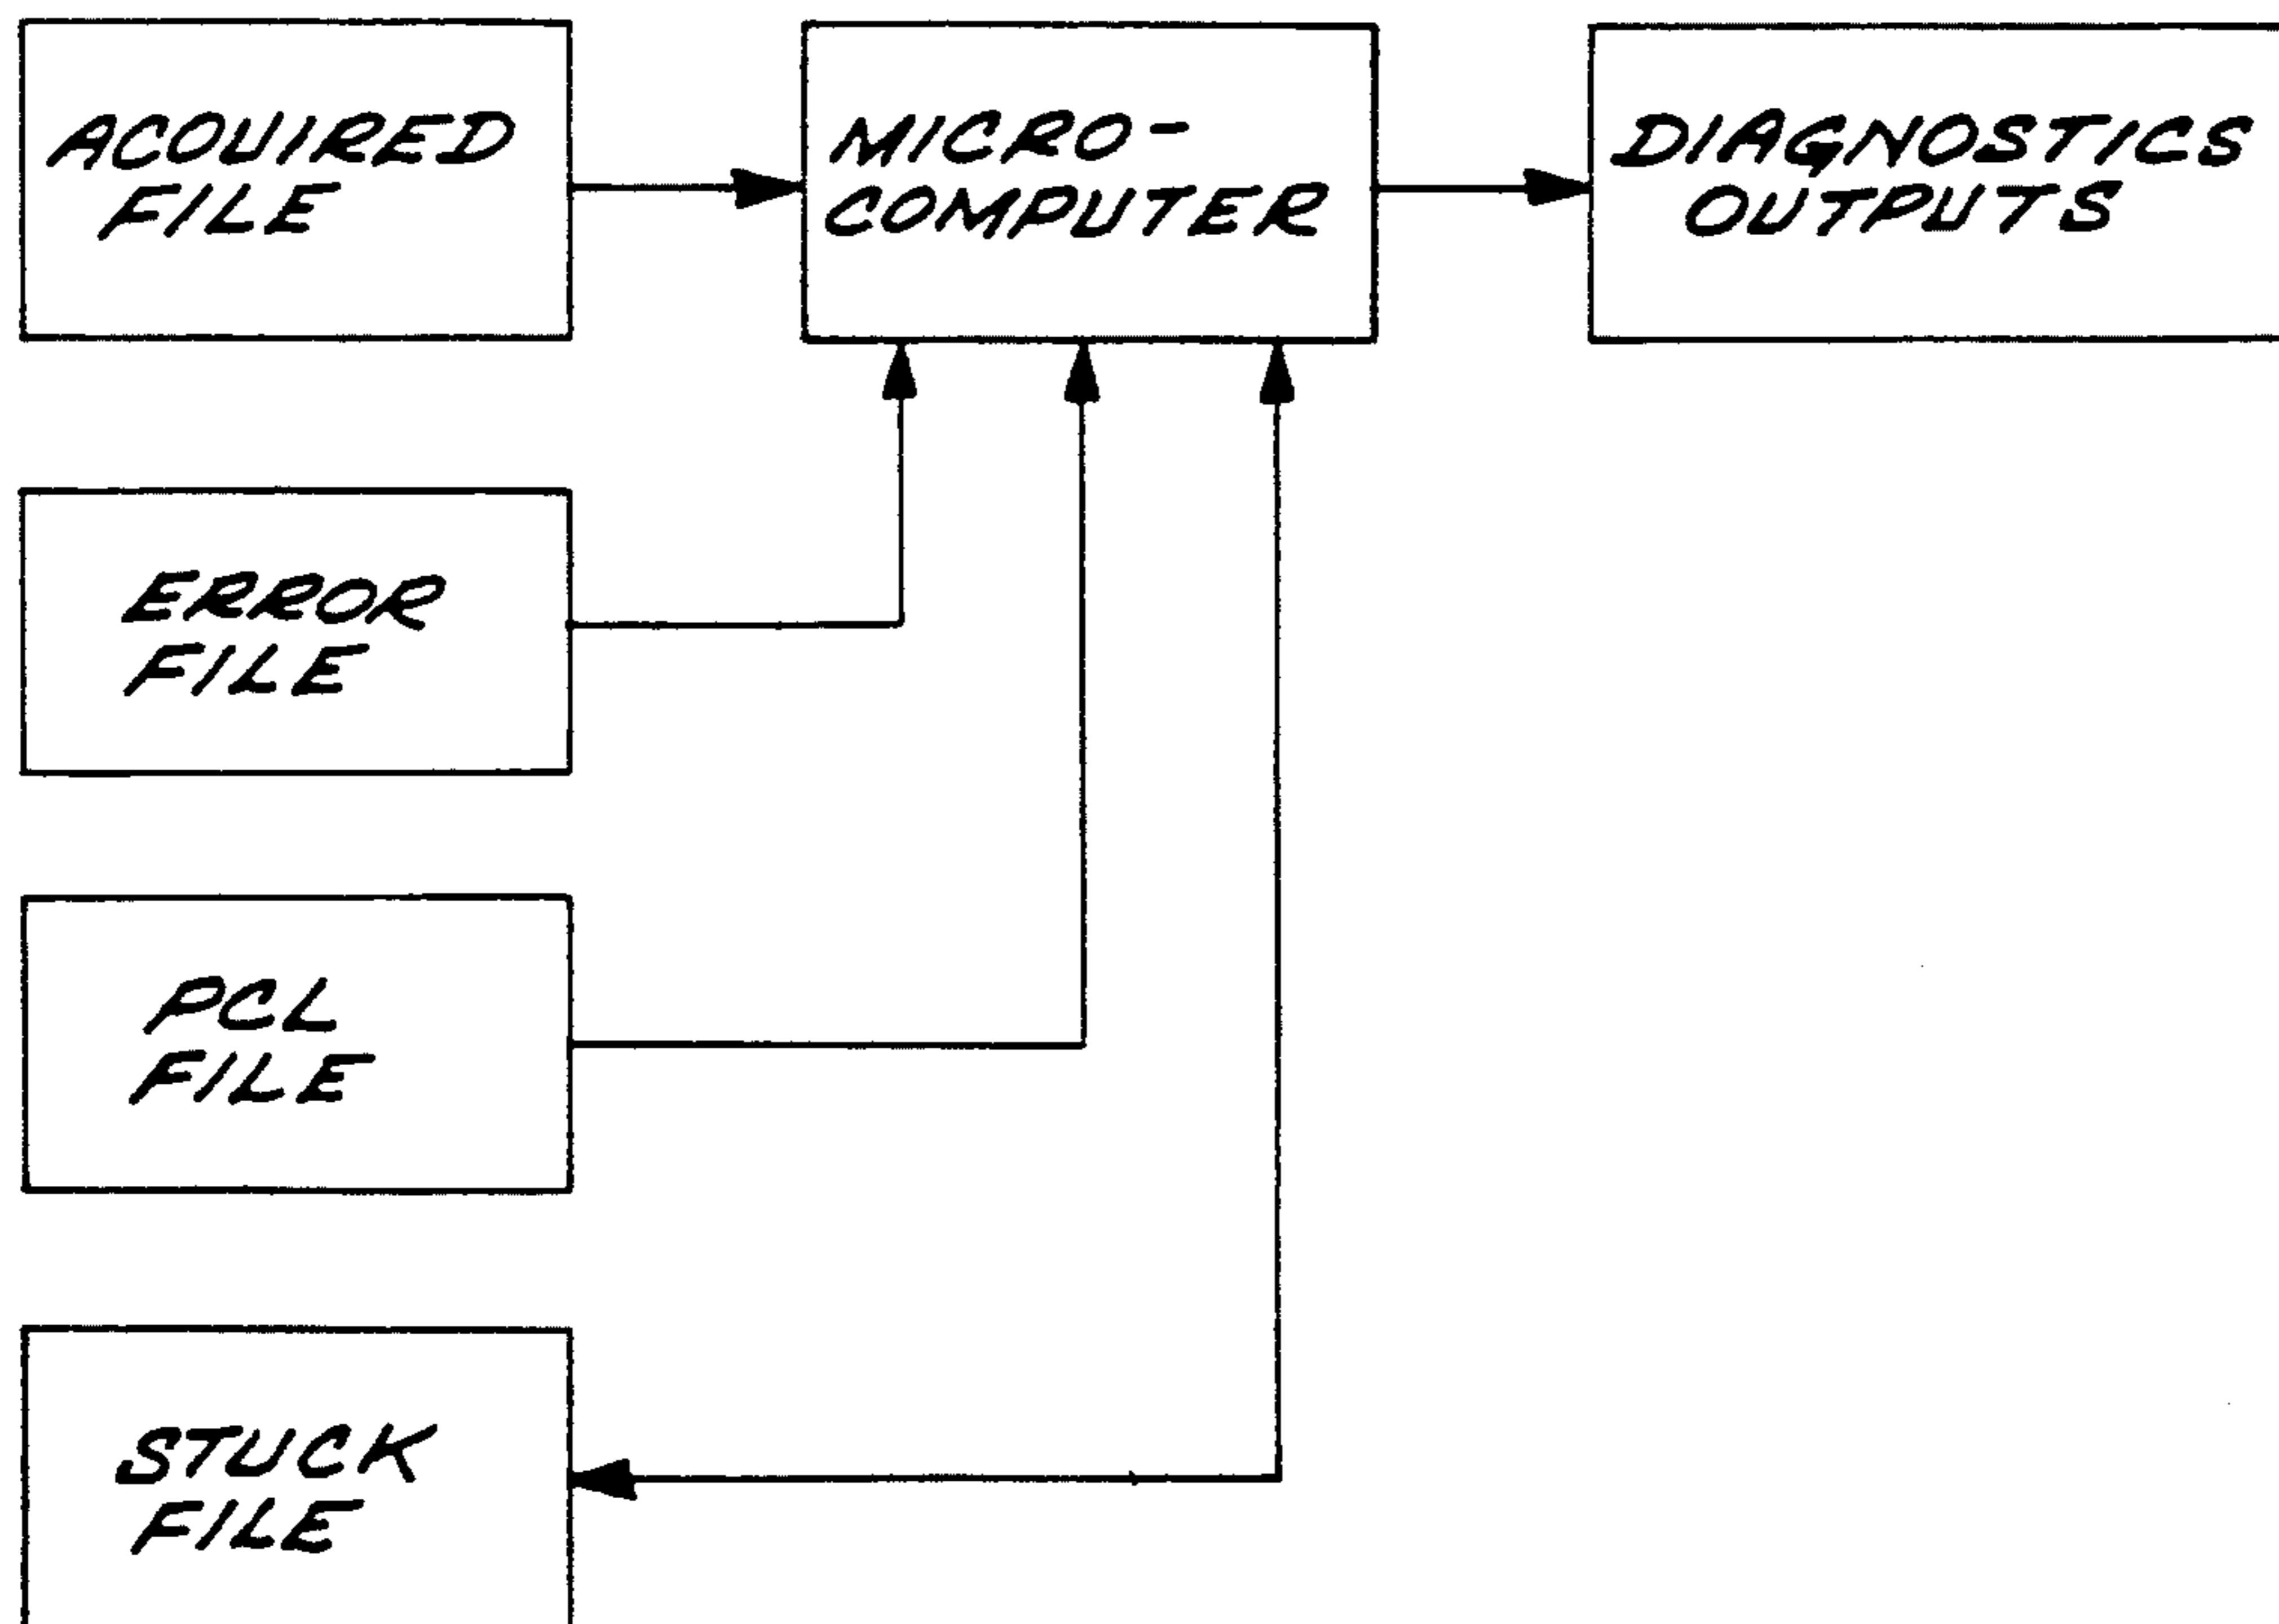 ACQUIRED
FILE
MICRO-
COMPUTER
DIAGNOSTICS
OUTPUTS
ERROR
FILE
PCL
FILE
STUCK
FILE